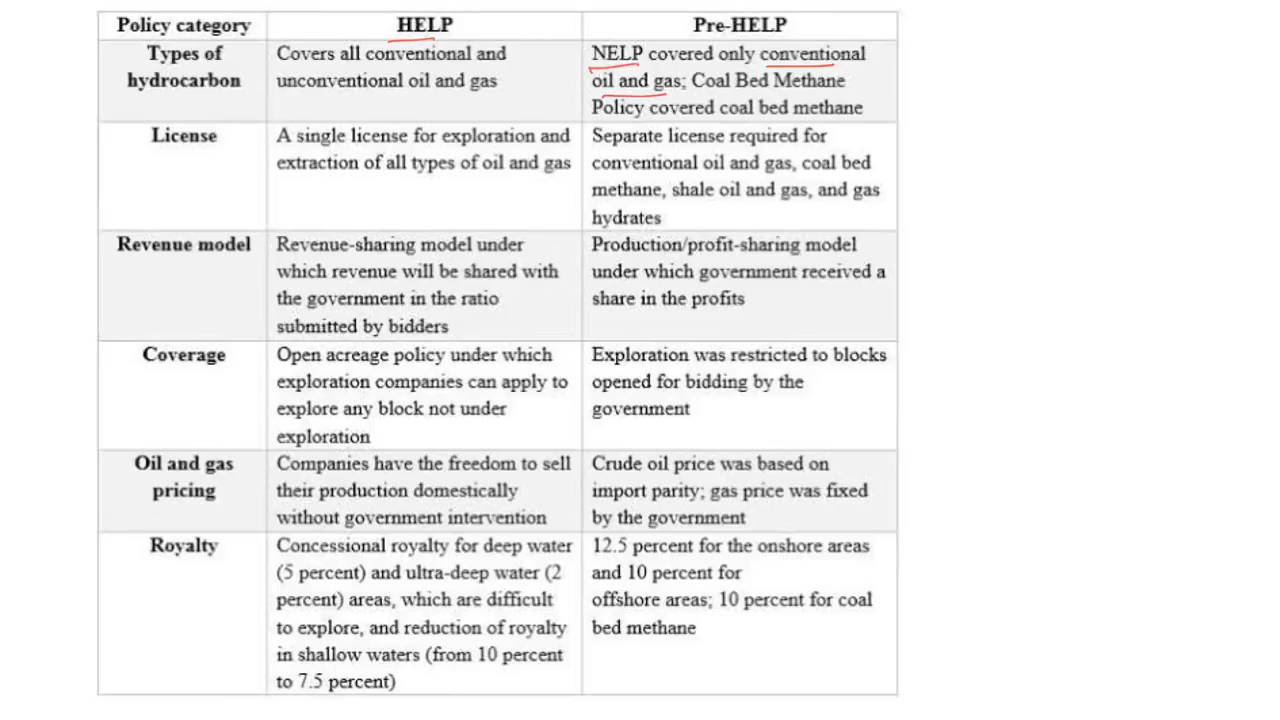 Policy category HELP Pre-HELP
Types of hydrocarbon
Covers all conventional and
unconventional oil and gas
NELP covered only conventional
oil and gas; Coal Bed Methane
Policy covered coal bed methane
License
A single license for exploration and
extraction of all types of oil and gas
Separate license required for
conventional oil and gas, coal bed
methane, shale oil and gas, and gas
hydrates
Revenue model
Revenue-sharing model under
which revenue will be shared with
the government in the ratio
submitted by bidders
Production/profit-sharing model
under which government received a
share in the profits
Coverage
Open acreage policy under which
exploration companies can apply to
explore any block not under
exploration
Exploration was restricted to blocks
opened for bidding by the
government
Oil and gas
pricing
Companies have the freedom to sell
their production domestically
without government intervention
Crude oil price was based on
import parity; gas price was fixed
by the government
Royalty
Concessional royalty for deep water
(5 percent) and ultra-deep water (2
percent) areas, which are difficult
to explore, and reduction of royalty
in shallow waters (from 10 percent
to 7.5 percent)
12.5 percent for the onshore areas
and 10 percent for
offshore areas; 10 percent for coal
bed methane